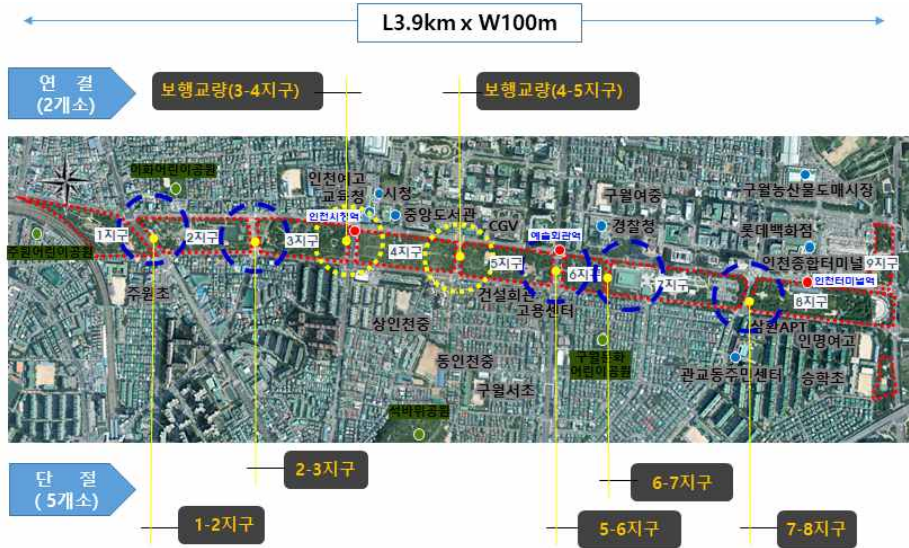 L3.9km x W100m
연 결
(2개소)
보행교량(3-4지구)
보행교량(4-5지구)
이화어린이공원
인천예고
교육청
시청
인천시청역
중앙도서관
CGV
구월여중
구월농산물도매시장
예술회관역
경찰청
롯데백화점
인천종합터미널
9지구
1지구
2지구
3지구
4지구
5지구
6지구
7지구
인천터미널역
8지구
주원어린이공원
주원초
건설회관
고용센터
상인천중
삼환APT
인명여고
동인천중
구월문화
어린이공원
관교동주민센터
승학초
구월서초
석바위공원
단 절
( 5개소)
2-3지구
6-7지구
1-2지구
5-6지구
7-8지구